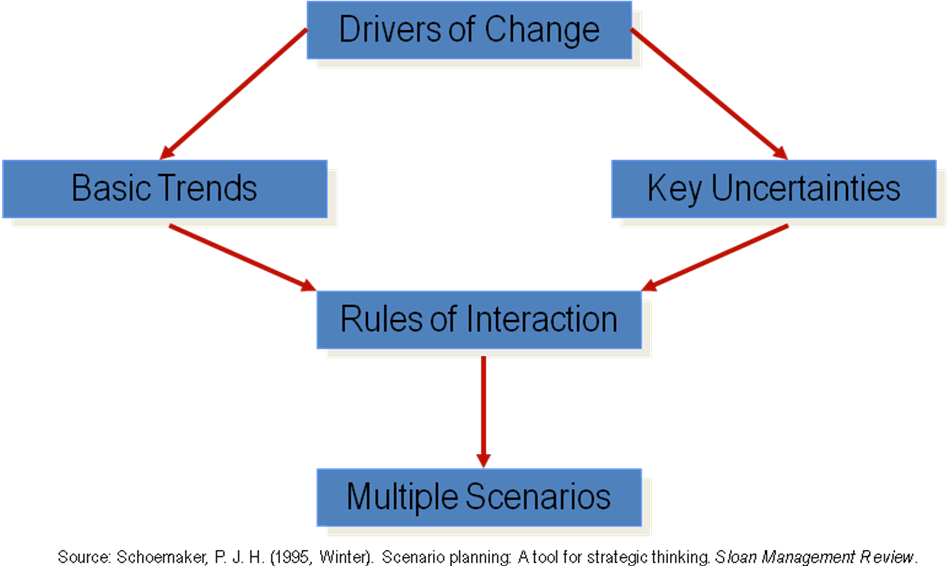 Drivers of Change
Basic Trends
Key Uncertainties
Rules of Interaction
Multiple Scenarios
Source: Schoemaker, P. J. H. (1995, Winter). Scenario planning: A tool for strategic thinking. Sloan Management Review.